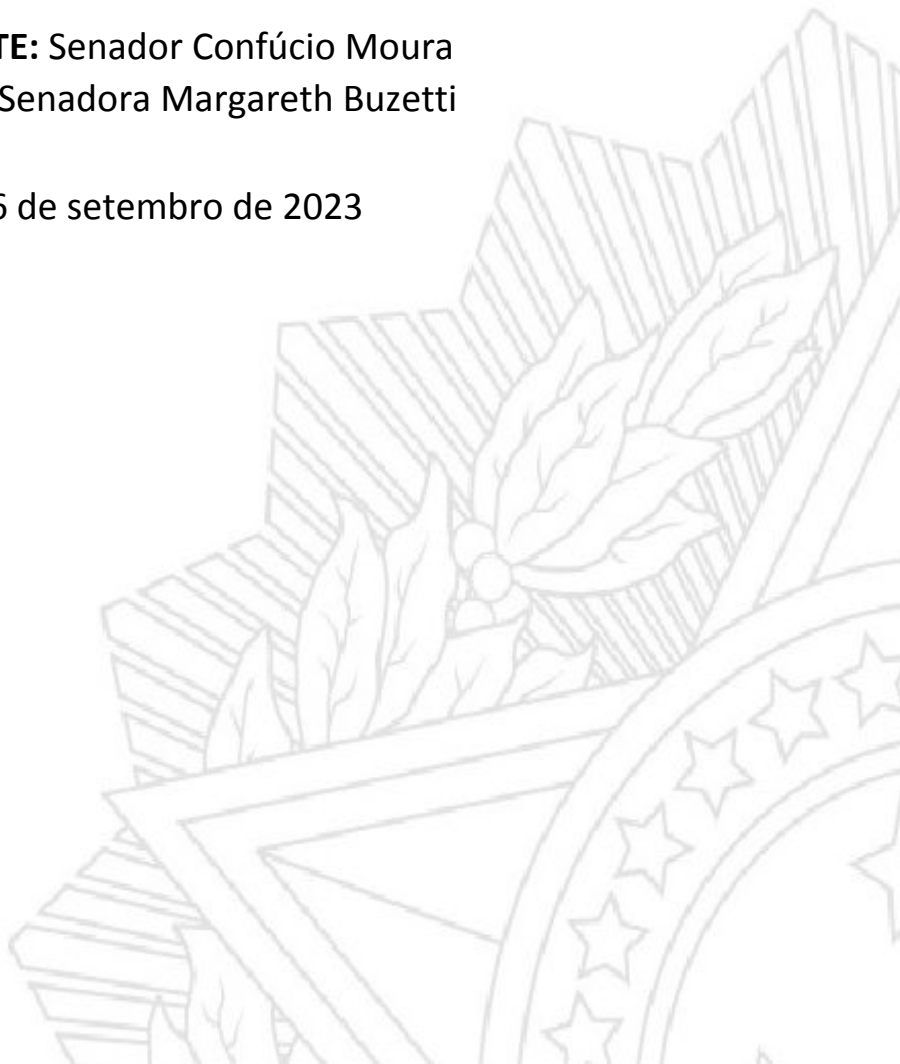 TE: Senador Confúcio Moura
Senadora Margareth Buzetti
6 de setembro de 2023